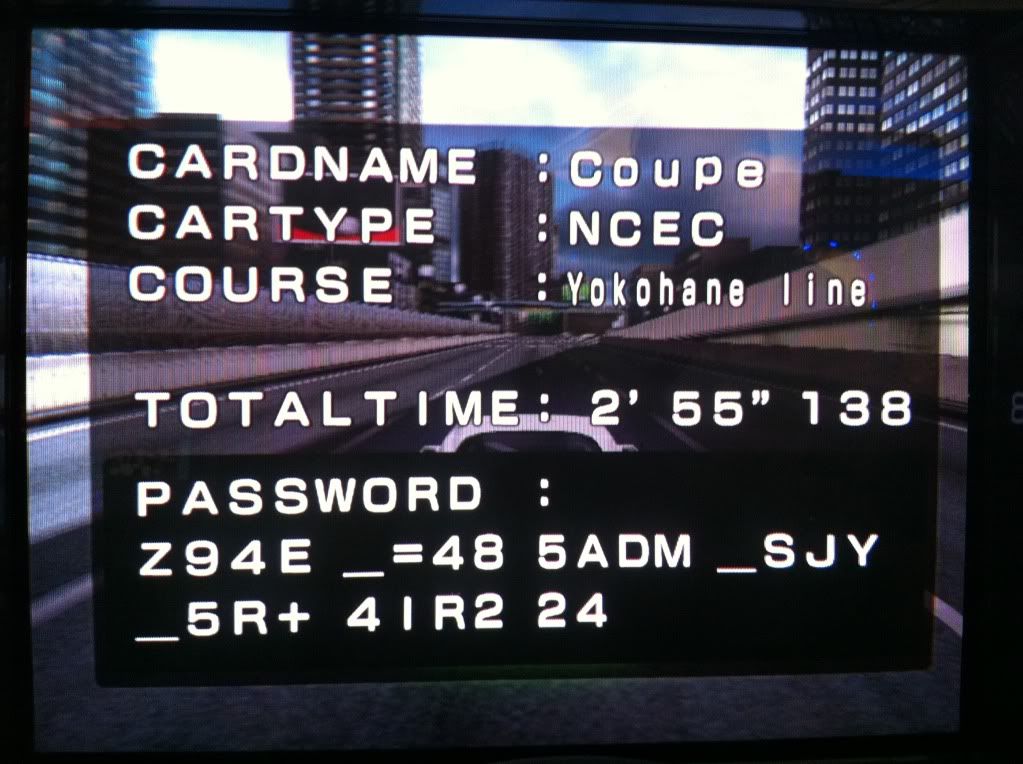 CARDNAME : Coupe
CARTYPE : NCEC
COURSE : Yokohane line
TOTALTIME: 2' 55" 138
PASSWORD :
Z94E _=48 5ADM _SJY
_5R+ 4IR2 24